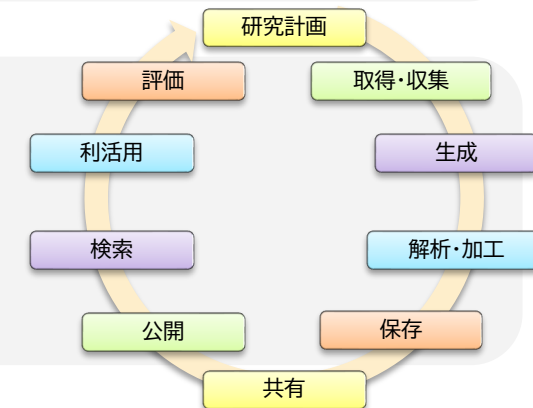 研究計画
取得・収集
生成
解析・加工
保存
共有
公開
検索
利活用
評価